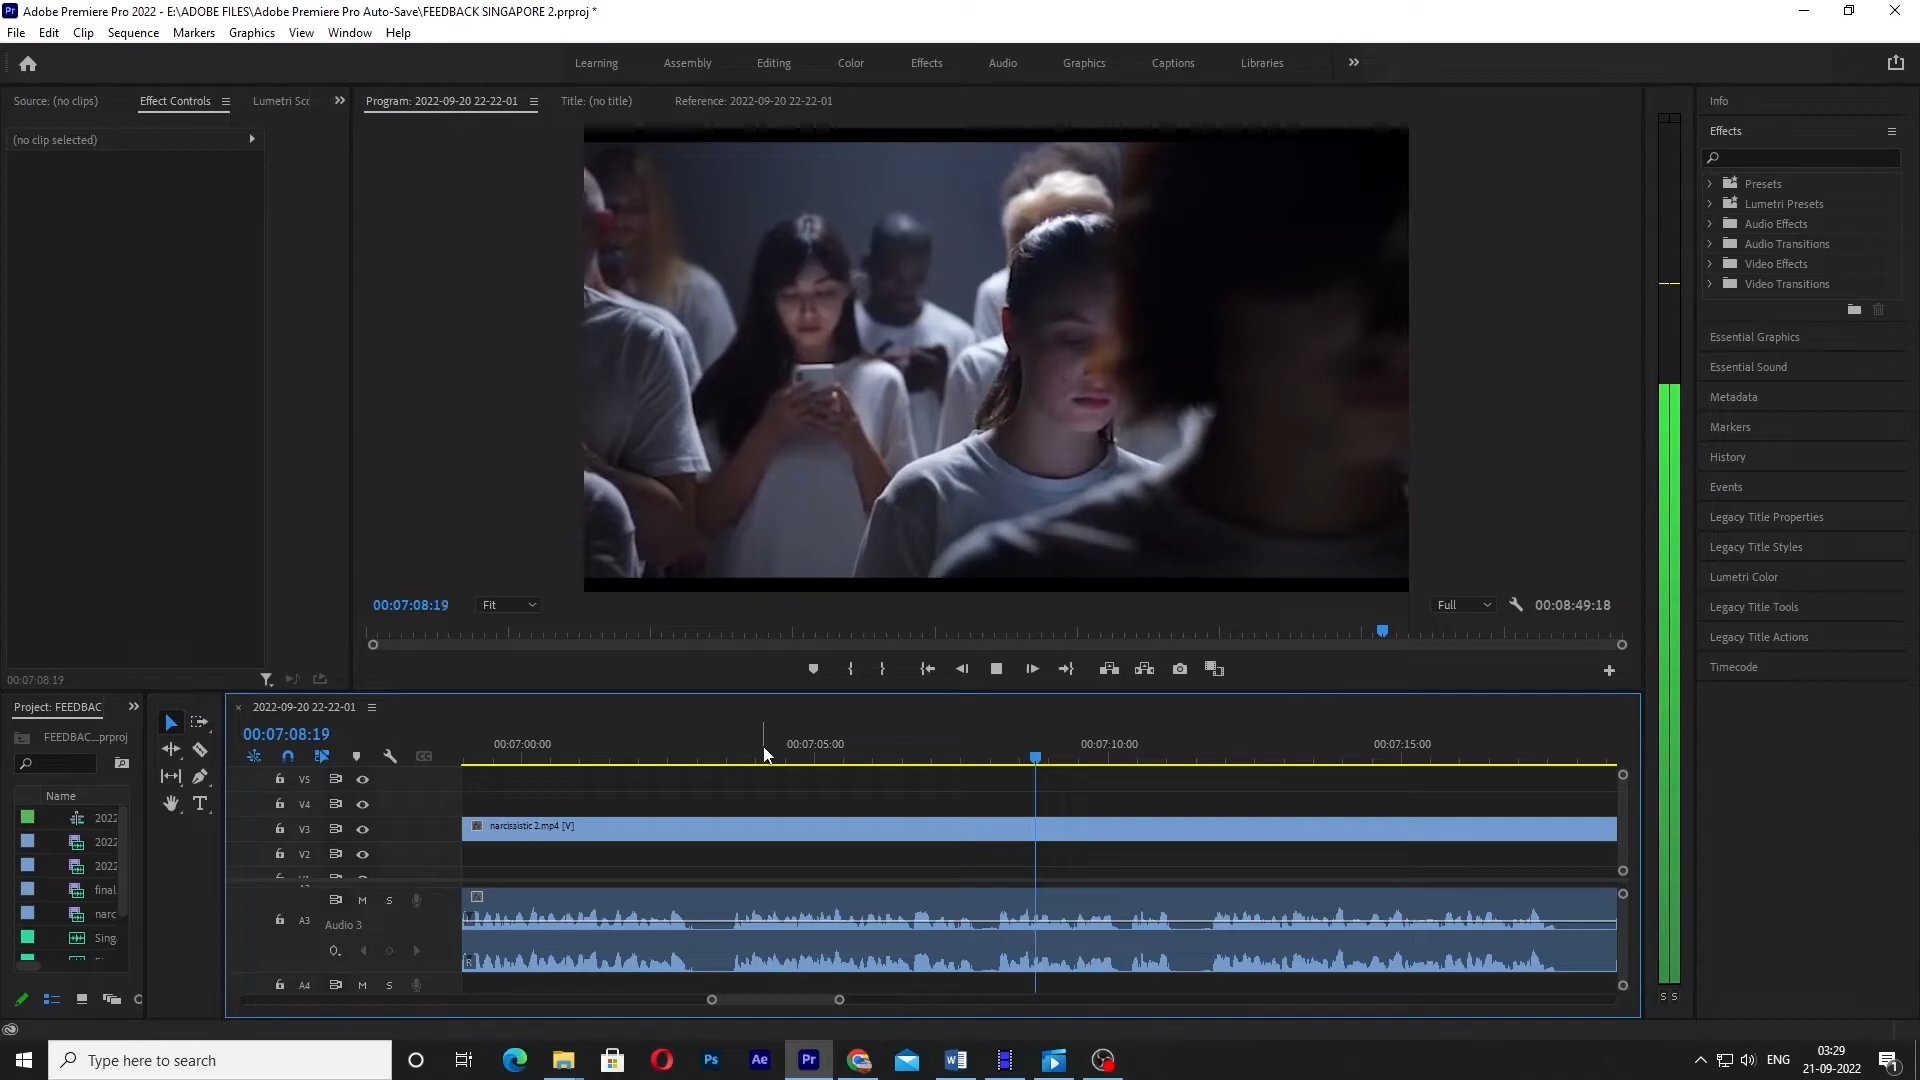 Pr Adobe Premiere Pro 2022 - E:\ADOBE FILES\Adobe Premiere Pro Auto-Save\FEEDBACK SINGAPORE 2.prproj *
File Edit Clip Sequence Markers Graphics View Window Help
Learning Assembly Editing Color Effects Audio Graphics Captions Libraries
Source: (no clips) Effect Controls Lumetri Sco Program: 2022-09-20 22-22-01 Title: (no title) Reference: 2022-09-20 22-22-01
(no clip selected)
Info
Effects
Presets
Lumetri Presets
Audio Effects
Audio Transitions
Video Effects
Video Transitions
Essential Graphics
Essential Sound
Metadata
Markers
History
Events
Legacy Title Properties
Legacy Title Styles
Lumetri Color
Legacy Title Tools
Legacy Title Actions
Timecode
00:07:08:19 Fit Full 00:08:49:18
00:07:08:19
Project: FEEDBAC
FEEDBAC...prproj
Name
2022
2022
2022
final
narc
Sing
2022-09-20 22-22-01
00:07:08:19
00:07:00:00 00:07:05:00 00:07:10:00 00:07:15:00
V5
V4
V3 narcissistic 2.mp4 [V]
V2
M S
A3 Audio 3
R
A4 M S
S S
Type here to search
Ps Ae Pr
ENG
03:29
21-09-2022
1